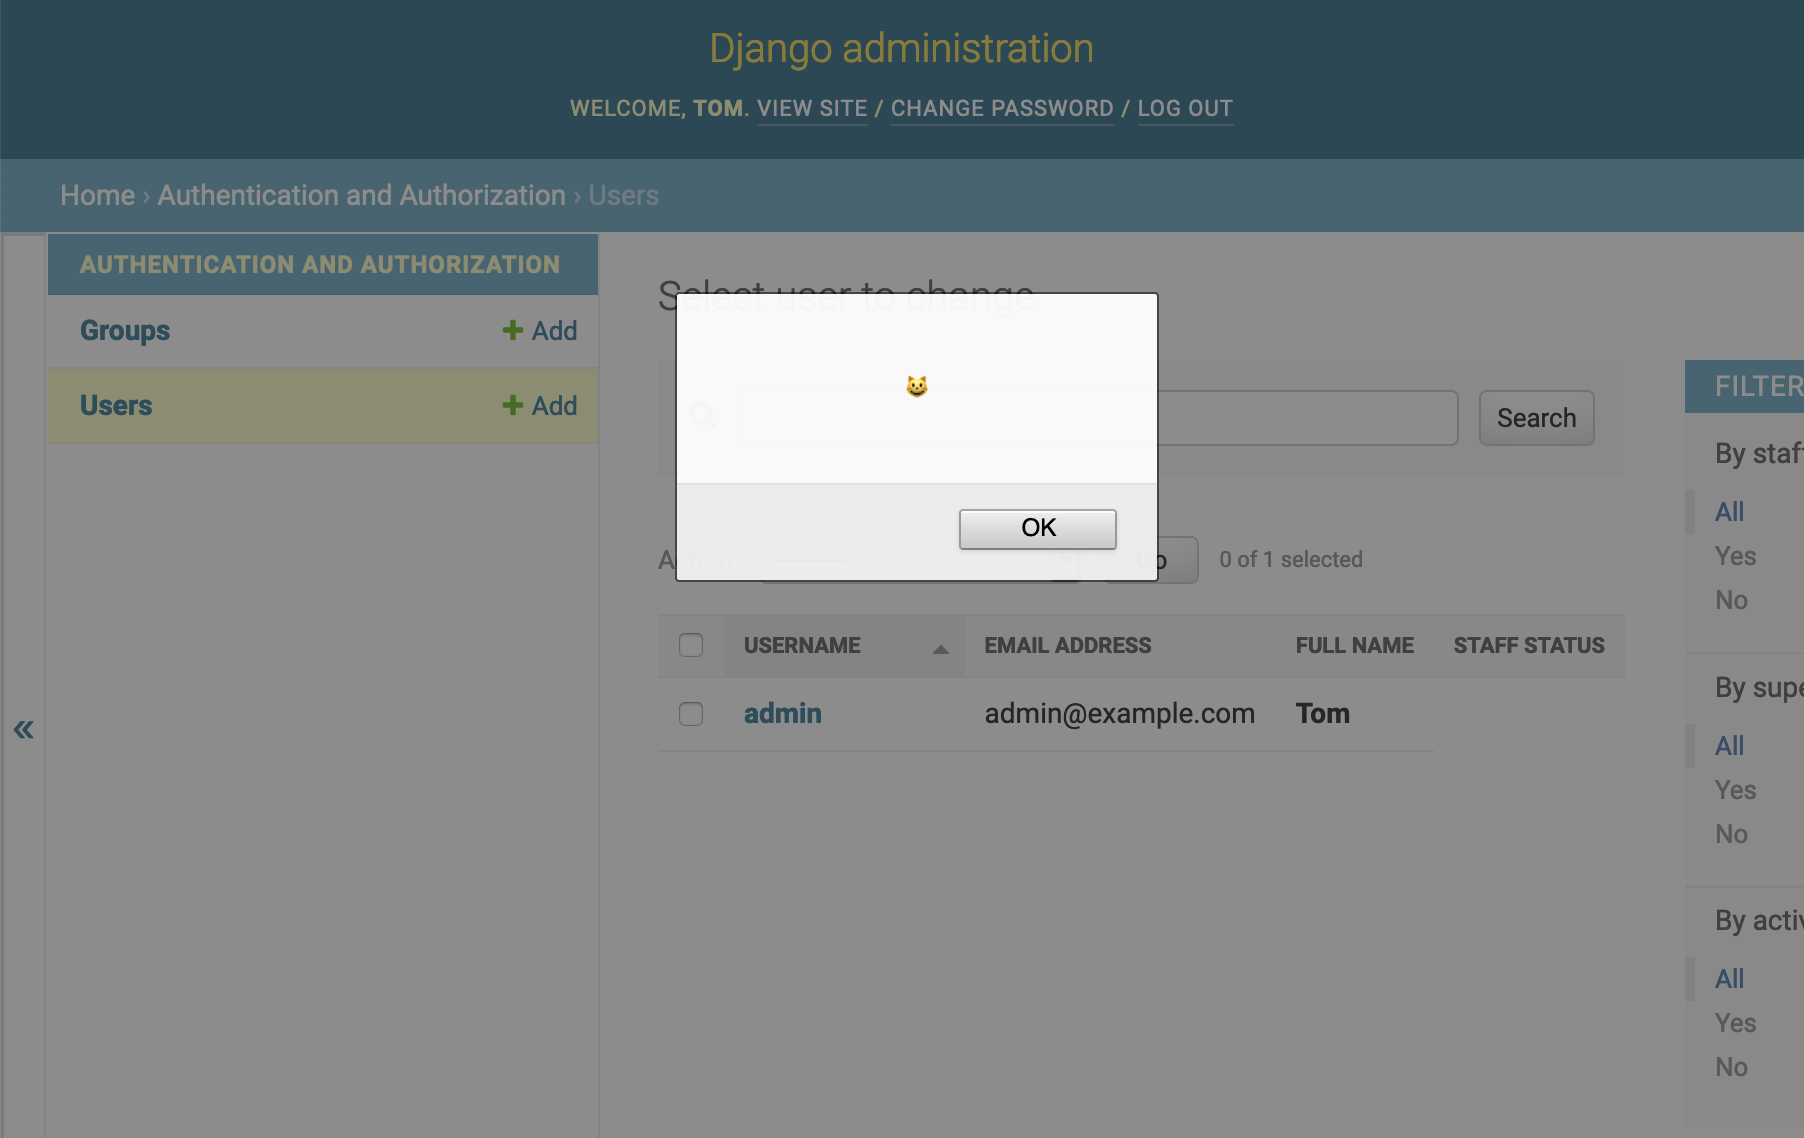 Django administration
WELCOME, TOM. VIEW SITE / CHANGE PASSWORD / LOG OUT
Home › Authentication and Authorization › Users
AUTHENTICATION AND AUTHORIZATION
Groups + Add
Users + Add
«
Select user to change
😺
OK
Search
Action: Go 0 of 1 selected
USERNAME EMAIL ADDRESS FULL NAME STAFF STATUS
admin admin@example.com Tom
FILTER
By staf
All
Yes
No
By supe
All
Yes
No
By activ
All
Yes
No